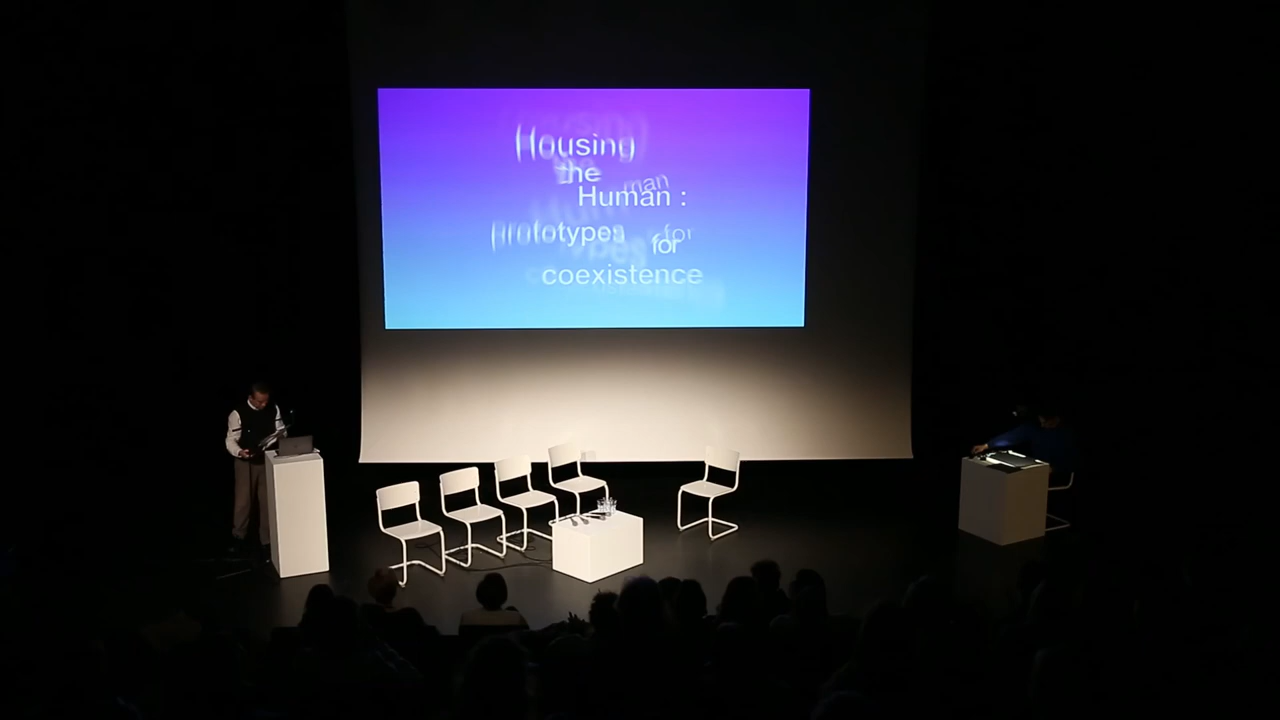 Housing
the
Human :
prototypes for
coexistence